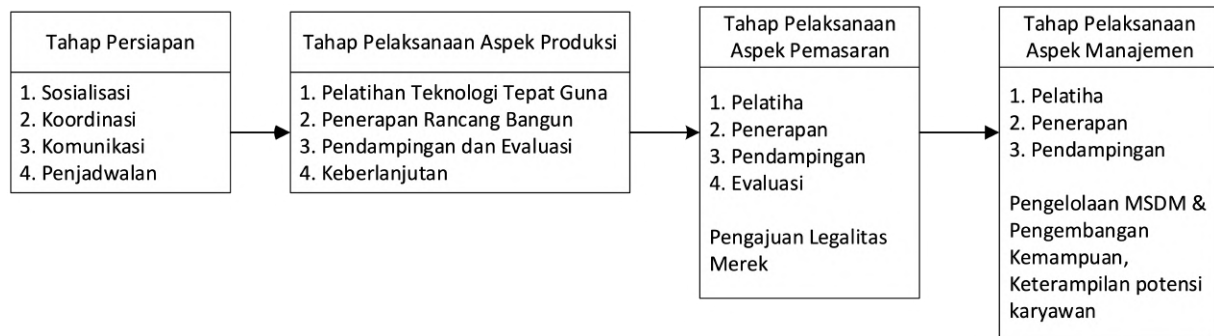 Tahap Persiapan
1. Sosialisasi
2. Koordinasi
3. Komunikasi
4. Penjadwalan
Tahap Pelaksanaan Aspek Produksi
1. Pelatihan Teknologi Tepat Guna
2. Penerapan Rancang Bangun
3. Pendampingan dan Evaluasi
4. Keberlanjutan
Tahap Pelaksanaan
Aspek Pemasaran
1. Pelatiha
2. Penerapan
3. Pendampingan
4. Evaluasi
Pengajuan Legalitas
Merek
Tahap Pelaksanaan
Aspek Manajemen
1. Pelatiha
2. Penerapan
3. Pendampingan
Pengelolaan MSDM &
Pengembangan
Kemampuan,
Keterampilan potensi
karyawan